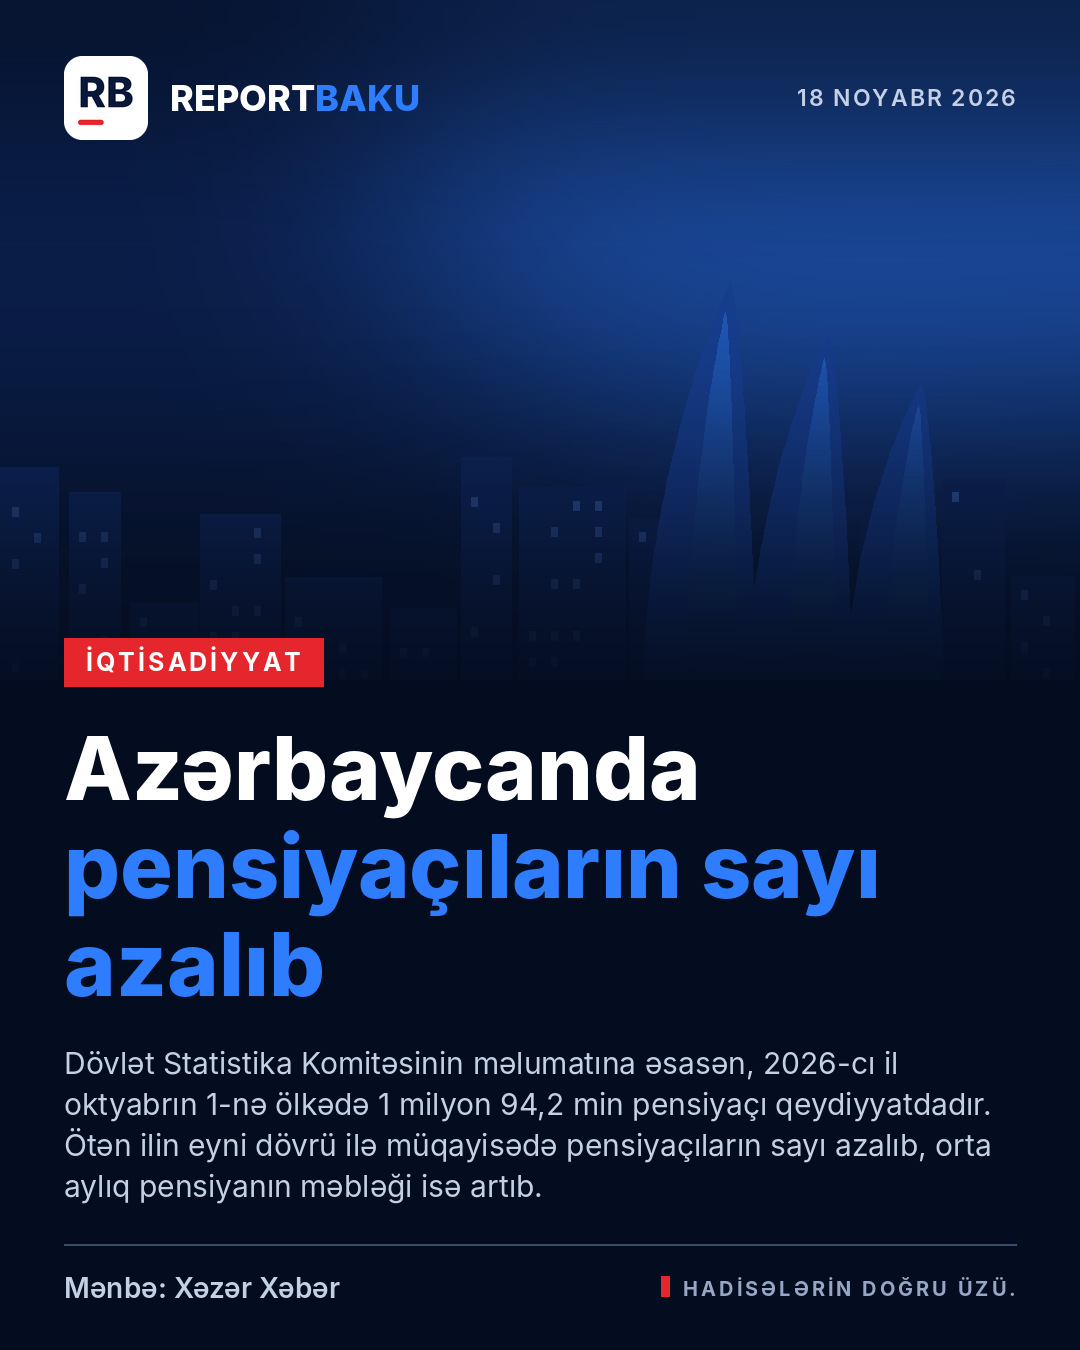 RB
REPORTBAKU
18 NOYABR 2026
İQTİSADİYYAT
Azərbaycanda
pensiyaçıların sayı
azalıb
Dövlət Statistika Komitəsinin məlumatına əsasən, 2026-cı il
oktyabrın 1-nə ölkədə 1 milyon 94,2 min pensiyaçı qeydiyyatdadır.
Ötən ilin eyni dövrü ilə müqayisədə pensiyaçıların sayı azalıb, orta
aylıq pensiyanın məbləği isə artıb.
Mənbə: Xəzər Xəbər
HADİSƏLƏRİN DOĞRU ÜZÜ.